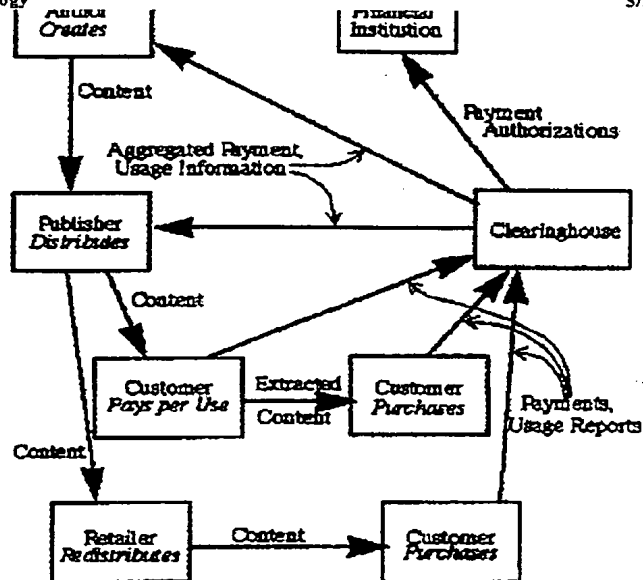 Author
Creates
Financial
Institution
Content
Payment
Authorizations
Aggregated Payment,
Usage Information
Publisher
Distributes
Clearinghouse
Content
Customer
Pays per Use
Extracted
Content
Customer
Purchases
Payments,
Usage Reports
Content
Retailer
Redistributes
Content
Customer
Purchases